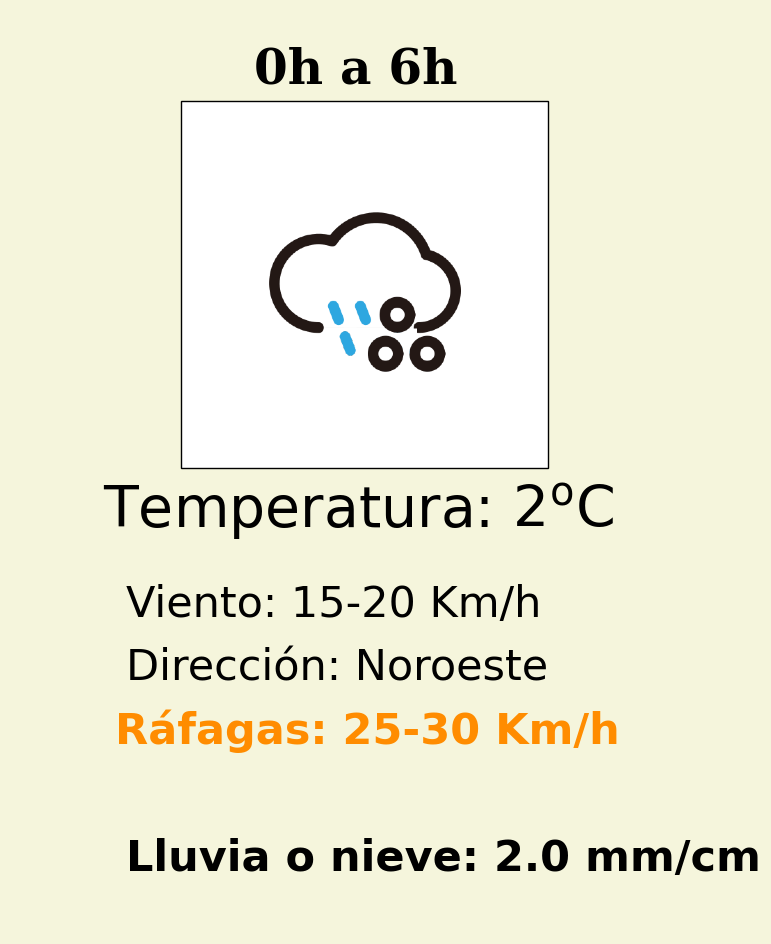 0h a 6h
Temperatura: 2ºC
Viento: 15-20 Km/h
Dirección: Noroeste
Ráfagas: 25-30 Km/h
Lluvia o nieve: 2.0 mm/cm